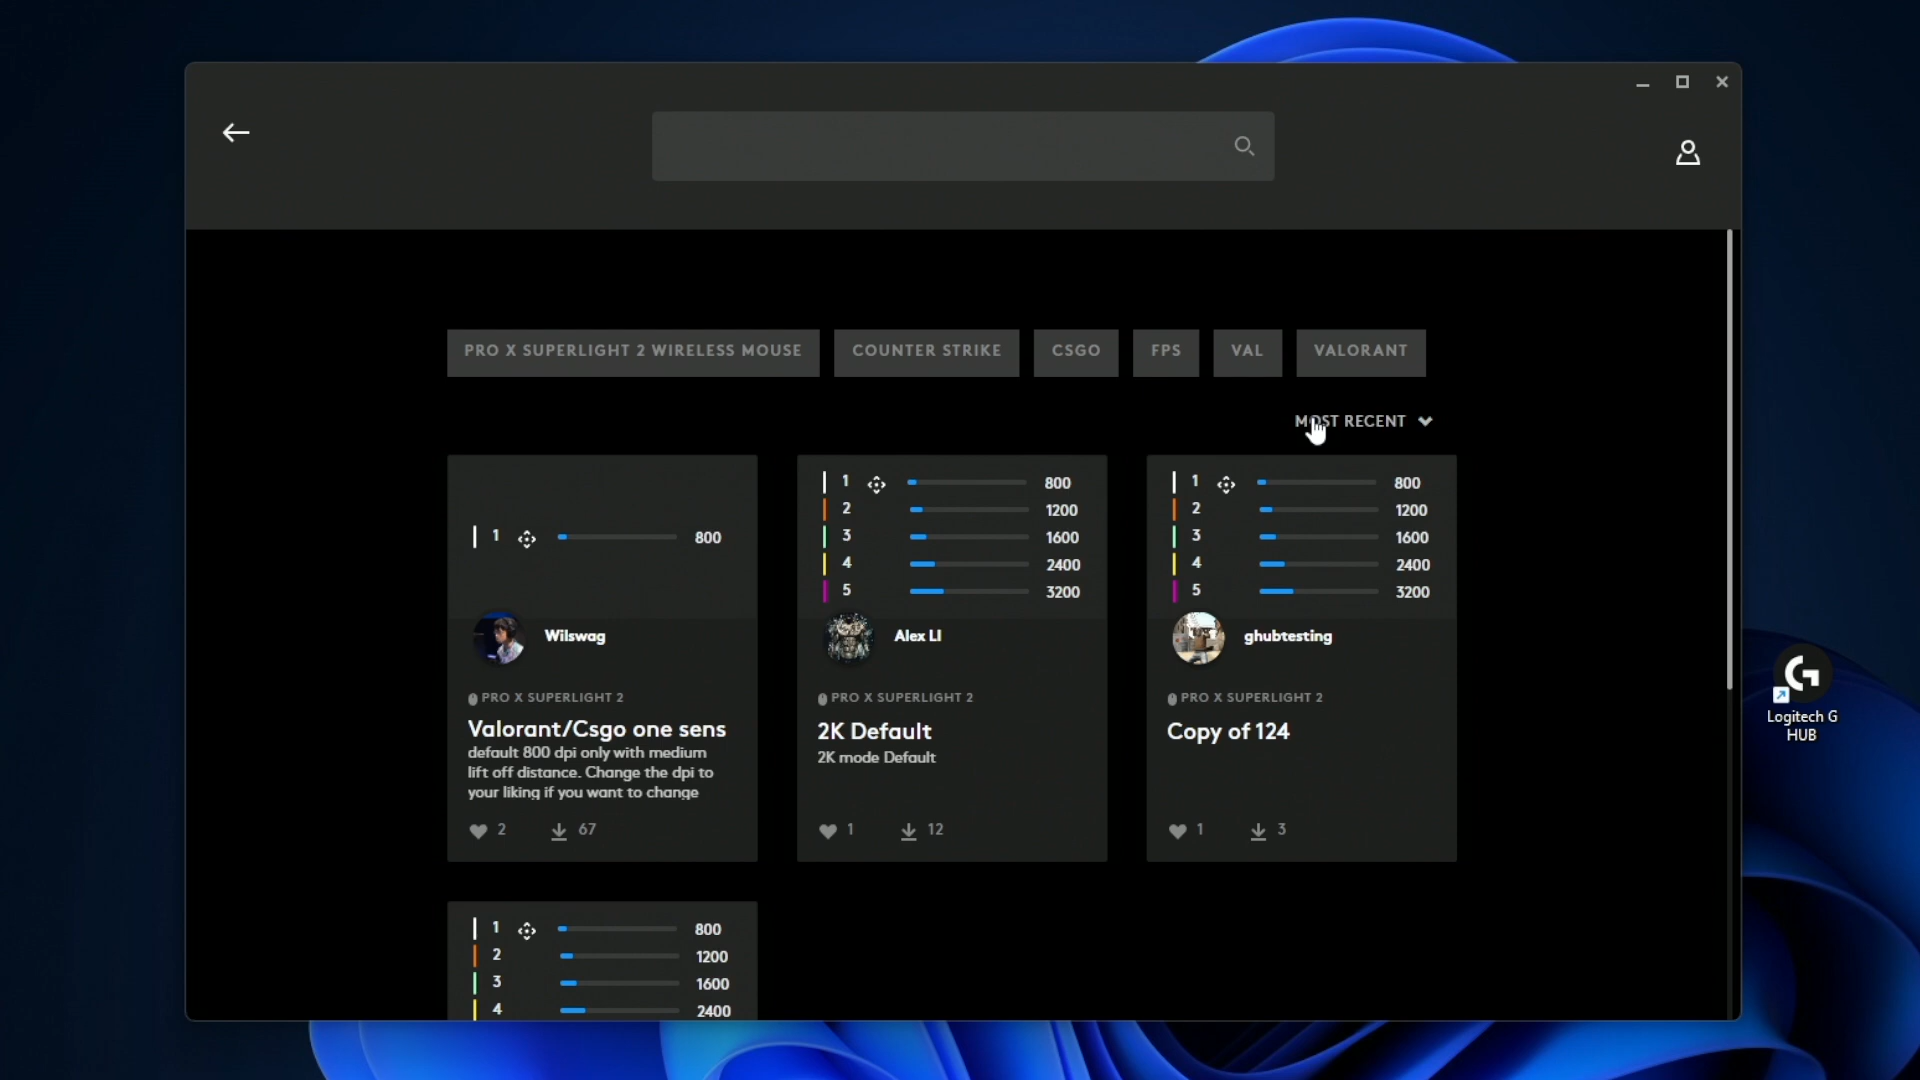 PRO X SUPERLIGHT 2 WIRELESS MOUSE
COUNTER STRIKE
CSGO
FPS
VAL
VALORANT
MOST RECENT
1 800
Wilswag
PRO X SUPERLIGHT 2
Valorant/Csgo one sens
default 800 dpi only with medium
lift off distance. Change the dpi to
your liking if you want to change
2 67
1 800
2 1200
3 1600
4 2400
5 3200
Alex LI
PRO X SUPERLIGHT 2
2K Default
2K mode Default
1 12
1 800
2 1200
3 1600
4 2400
5 3200
ghubtesting
PRO X SUPERLIGHT 2
Copy of 124
1 3
1 800
2 1200
3 1600
4 2400
Logitech G
HUB